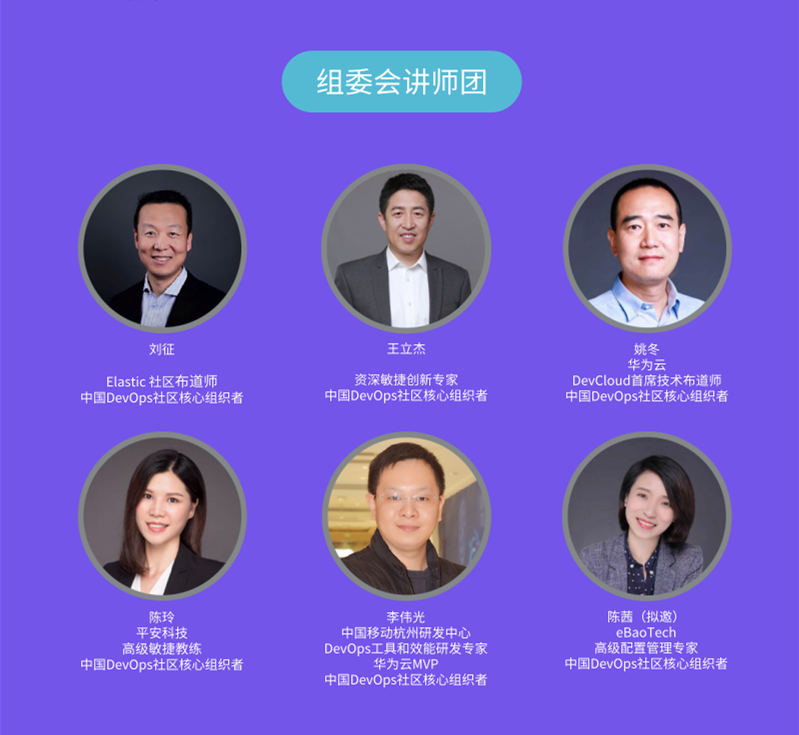 组委会讲师团
刘征
Elastic 社区布道师
中国DevOps社区核心组织者
王立杰
资深敏捷创新专家
中国DevOps社区核心组织者
姚冬
华为云
DevCloud首席技术布道师
中国DevOps社区核心组织者
陈玲
平安科技
高级敏捷教练
中国DevOps社区核心组织者
李伟光
中国移动杭州研发中心
DevOps工具和效能研发专家
华为云MVP
中国DevOps社区核心组织者
陈茜（拟邀）
eBaoTech
高级配置管理专家
中国DevOps社区核心组织者